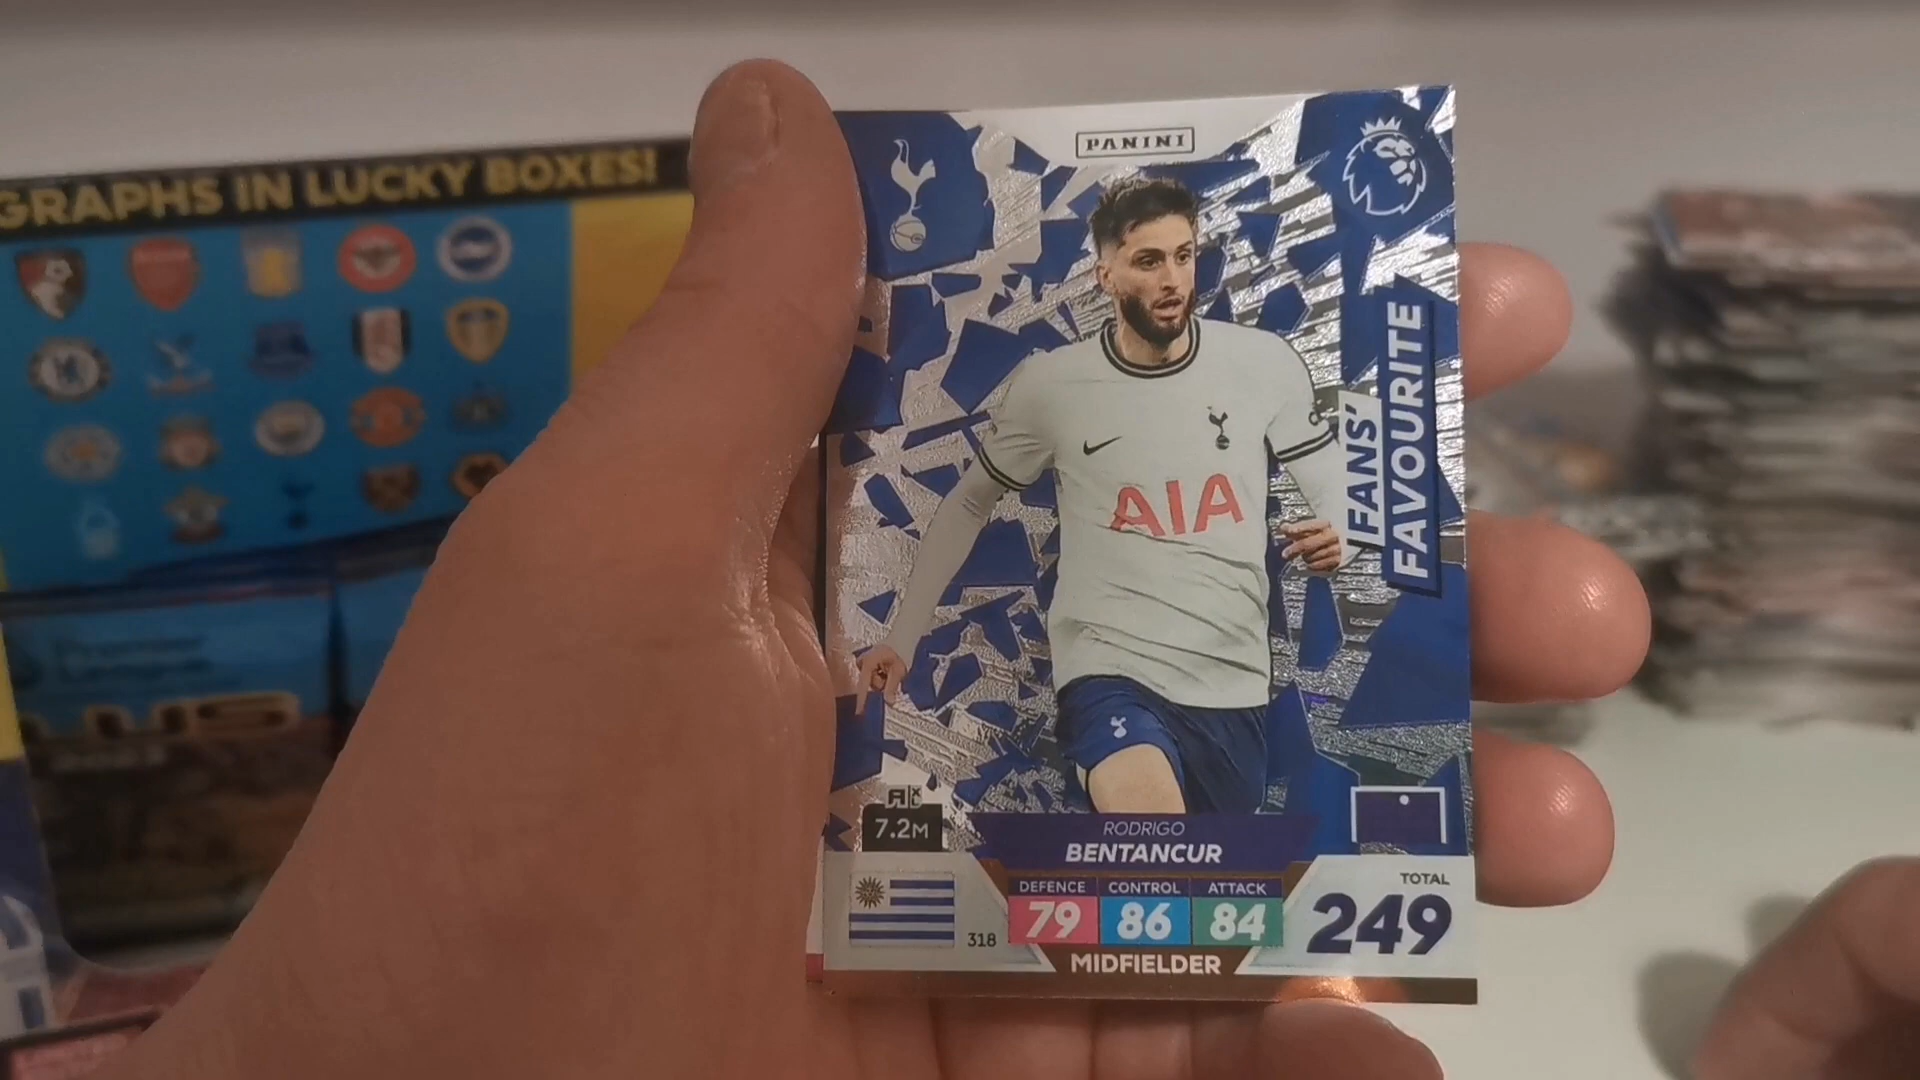 GRAPHS IN LUCKY BOXES!
PANINI
FANS'
FAVOURITE
AIA
7.2M
RODRIGO
BENTANCUR
DEFENCE CONTROL ATTACK
79 86 84
TOTAL
249
318
MIDFIELDER